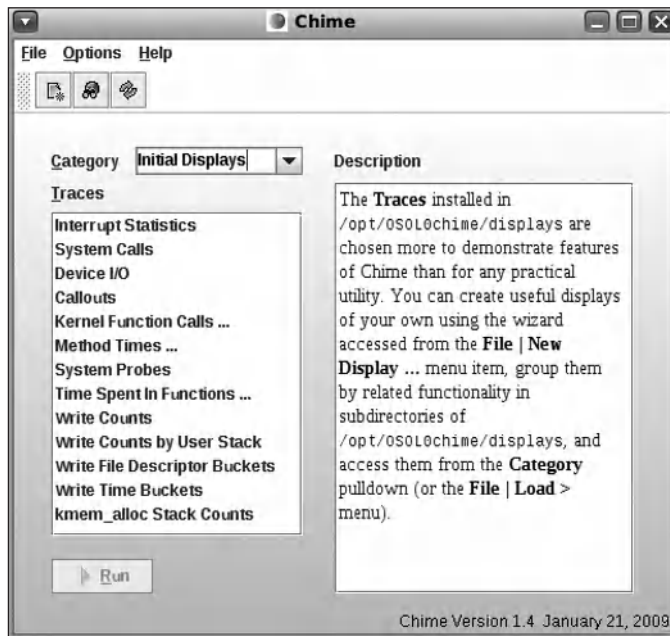 Chime
File Options Help
Category Initial Displays
Traces
Interrupt Statistics
System Calls
Device I/O
Callouts
Kernel Function Calls ...
Method Times ...
System Probes
Time Spent In Functions ...
Write Counts
Write Counts by User Stack
Write File Descriptor Buckets
Write Time Buckets
kmem_alloc Stack Counts
Run
Description
The Traces installed in
/opt/OSOL0chime/displays are
chosen more to demonstrate features
of Chime than for any practical
utility. You can create useful displays
of your own using the wizard
accessed from the File | New
Display ... menu item, group them
by related functionality in
subdirectories of
/opt/OSOL0chime/displays, and
access them from the Category
pulldown (or the File | Load >
menu).
Chime Version 1.4 January 21, 2009